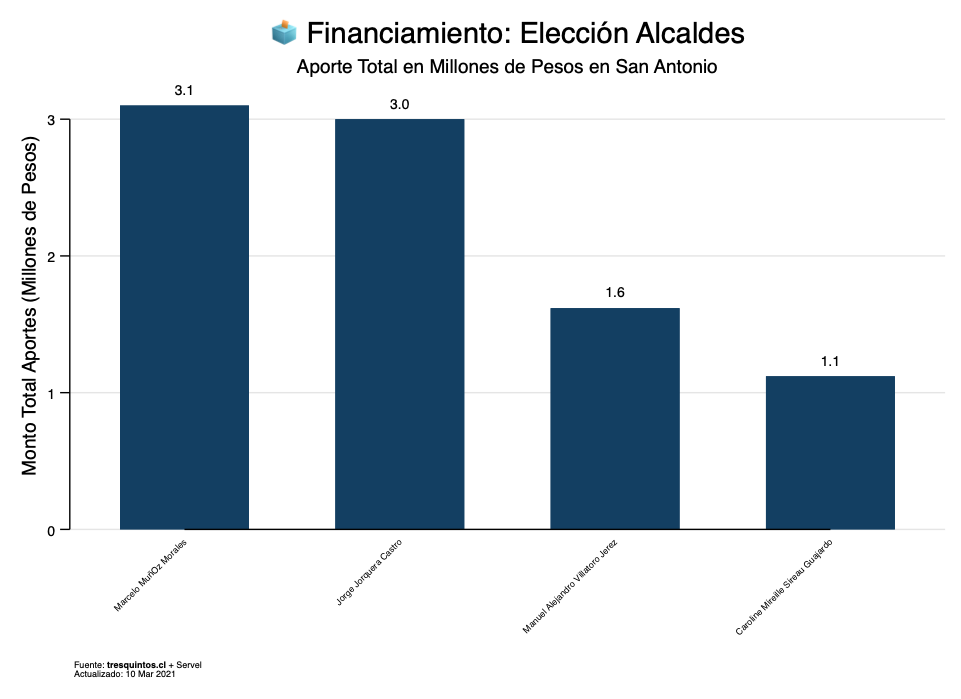 Financiamiento: Elección Alcaldes
Aporte Total en Millones de Pesos en San Antonio
Monto Total Aportes (Millones de Pesos)
3
2
1
0
3.1
3.0
1.6
1.1
Marcelo MuñOz Morales
Jorge Jorquera Castro
Manuel Alejandro Villatoro Jerez
Caroline Mireille Sireau Guajardo
Fuente: tresquintos.cl + Servel
Actualizado: 10 Mar 2021